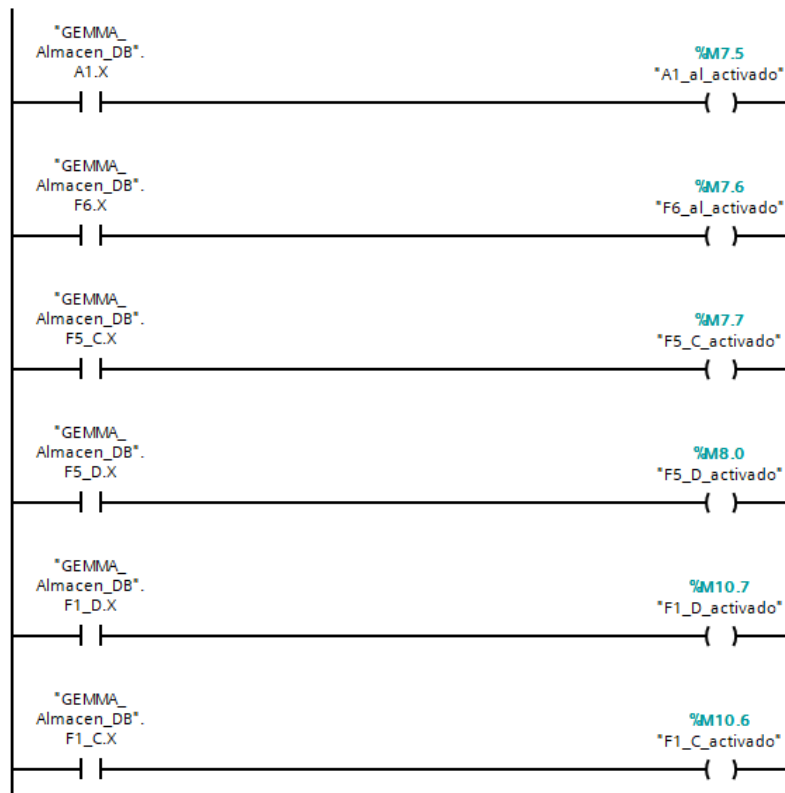 "GEMMA_
Almacen_DB".
A1.X
%M7.5
"A1_al_activado"
"GEMMA_
Almacen_DB".
F6.X
%M7.6
"F6_al_activado"
"GEMMA_
Almacen_DB".
F5_C.X
%M7.7
"F5_C_activado"
"GEMMA_
Almacen_DB".
F5_D.X
%M8.0
"F5_D_activado"
"GEMMA_
Almacen_DB".
F1_D.X
%M10.7
"F1_D_activado"
"GEMMA_
Almacen_DB".
F1_C.X
%M10.6
"F1_C_activado"